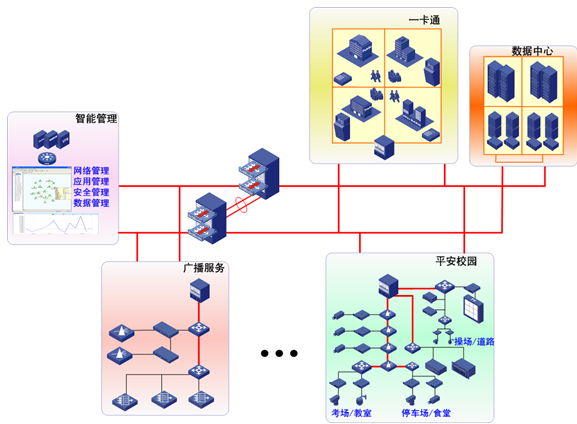 一卡通
数据中心
智能管理
网络管理
应用管理
安全管理
数据管理
广播服务
平安校园
操场/道路
考场/教室
停车场/食堂